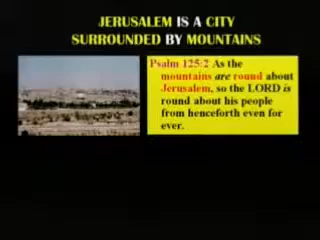 JERUSALEM IS A CITY
SURROUNDED BY MOUNTAINS
Psalm 125:2 As the
mountains are round about
Jerusalem, so the LORD is
round about his people
from henceforth even for
ever.